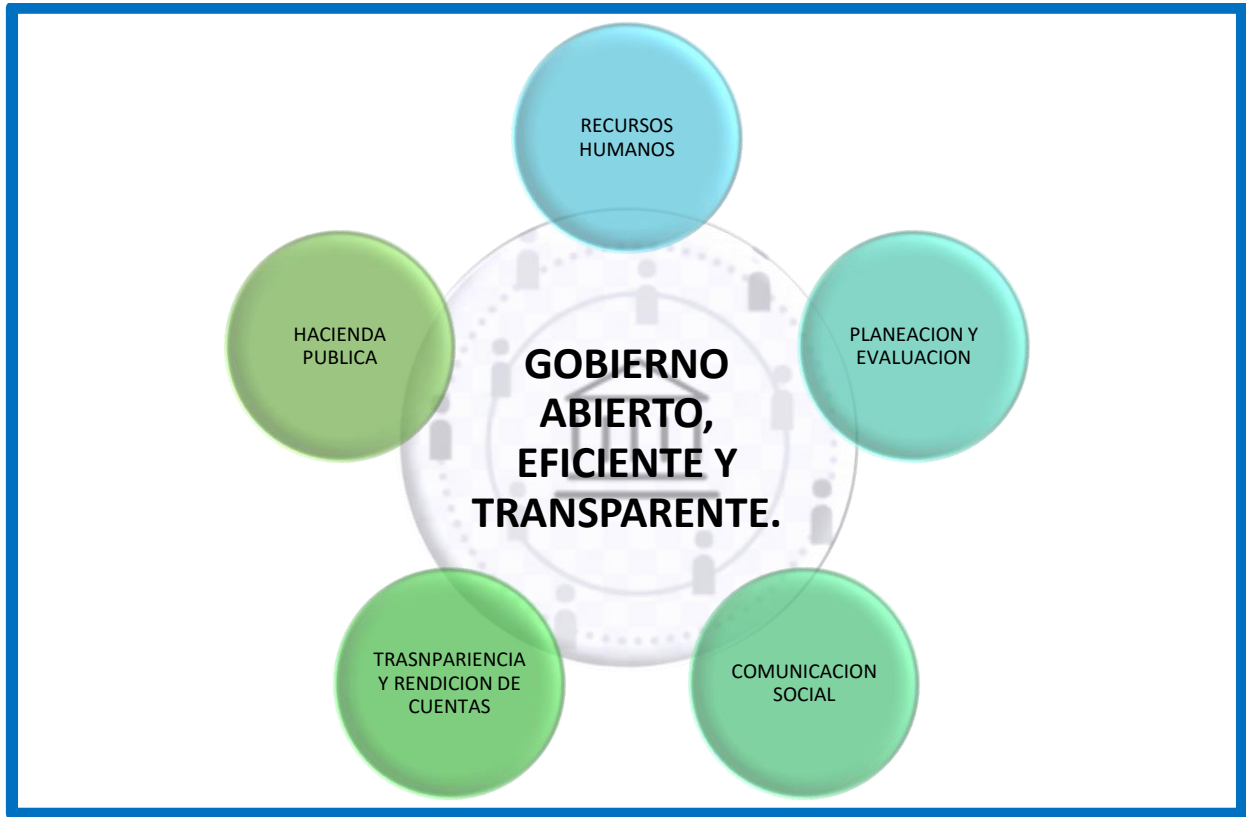 RECURSOS
HUMANOS
PLANEACION Y
EVALUACION
COMUNICACION
SOCIAL
TRASNPARIENCIA
Y RENDICION DE
CUENTAS
HACIENDA
PUBLICA
GOBIERNO
ABIERTO,
EFICIENTE Y
TRANSPARENTE.